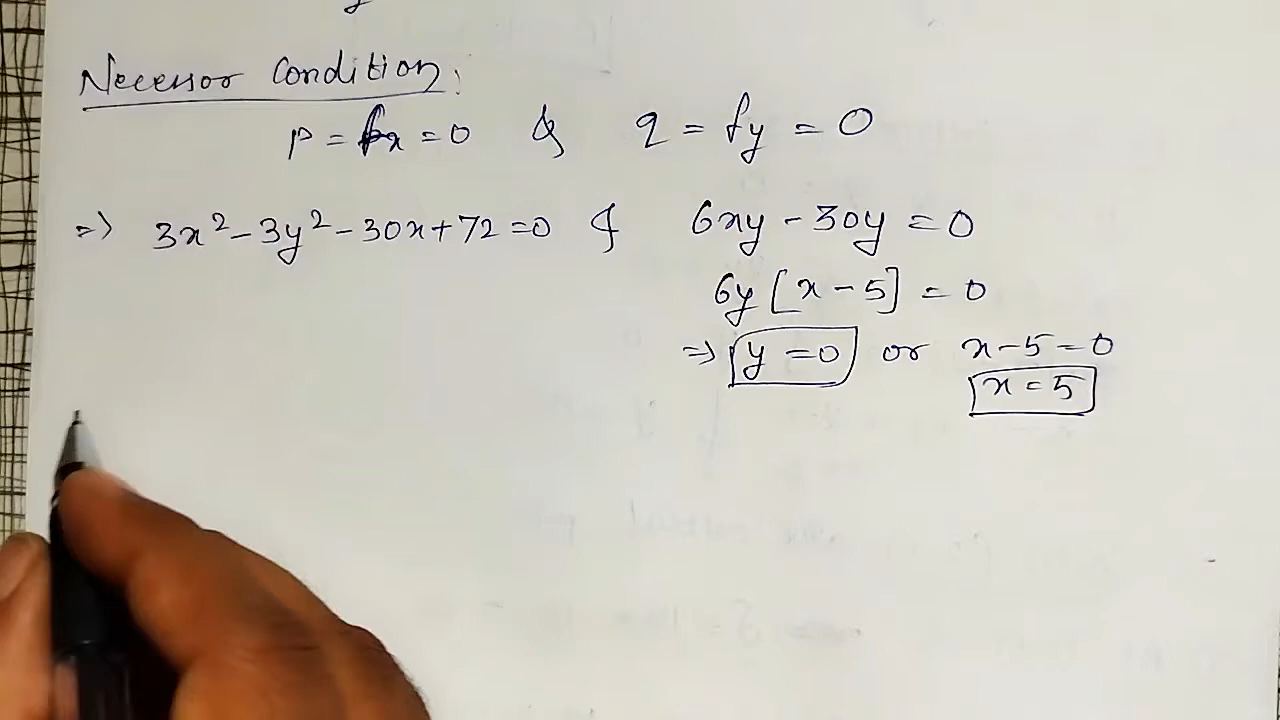 Necessor Condition:
p = fx = 0 & q = fy = 0
=> 3x² - 3y² - 30x + 72 = 0 & 6xy - 30y = 0
6y [x - 5] = 0
=> y = 0 or x - 5 = 0
x = 5